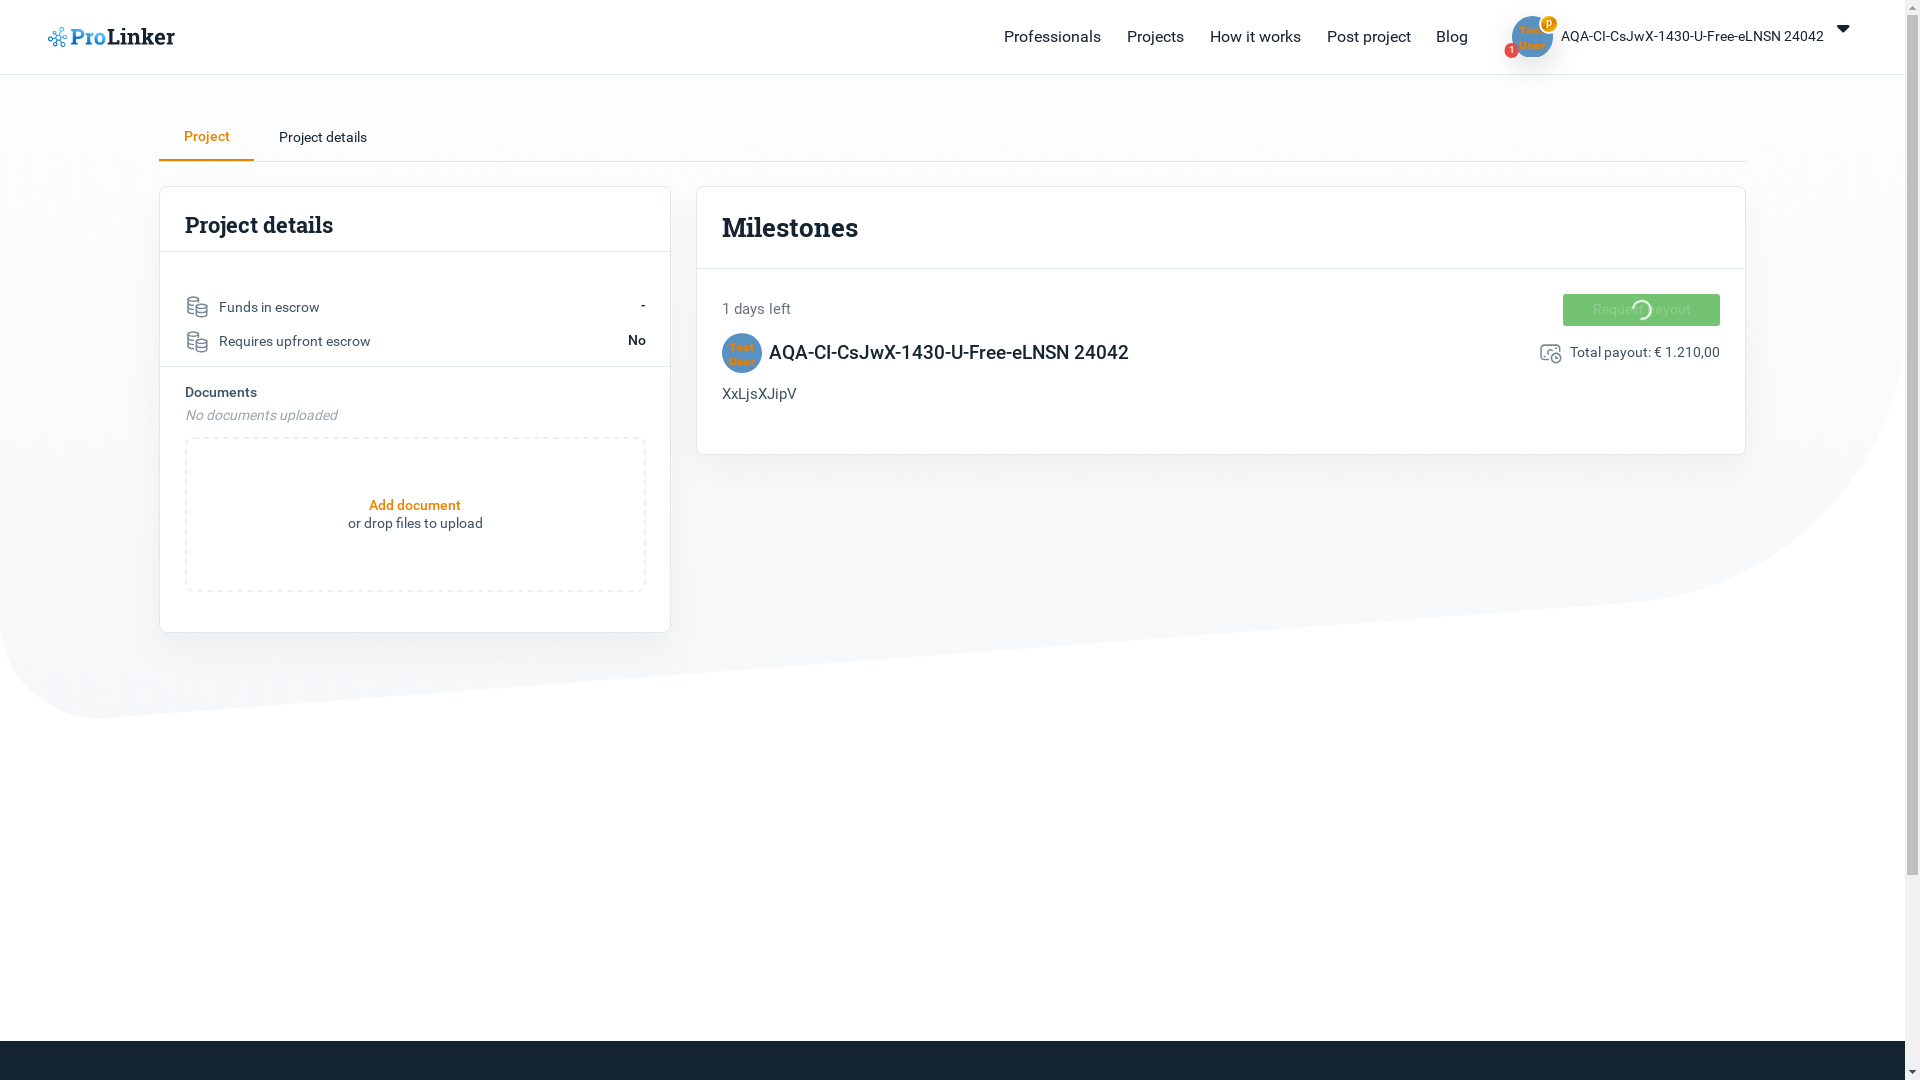 ProLinker
Professionals
Projects
How it works
Post project
Blog
Test User
p
1
AQA-CI-CsJwX-1430-U-Free-eLNSN 24042
Project
Project details
Project details
Funds in escrow
-
Requires upfront escrow
No
Documents
No documents uploaded
Add document
or drop files to upload
Milestones
1 days left
Request payout
Test
User
AQA-CI-CsJwX-1430-U-Free-eLNSN 24042
Total payout: € 1.210,00
XxLjsXJipV